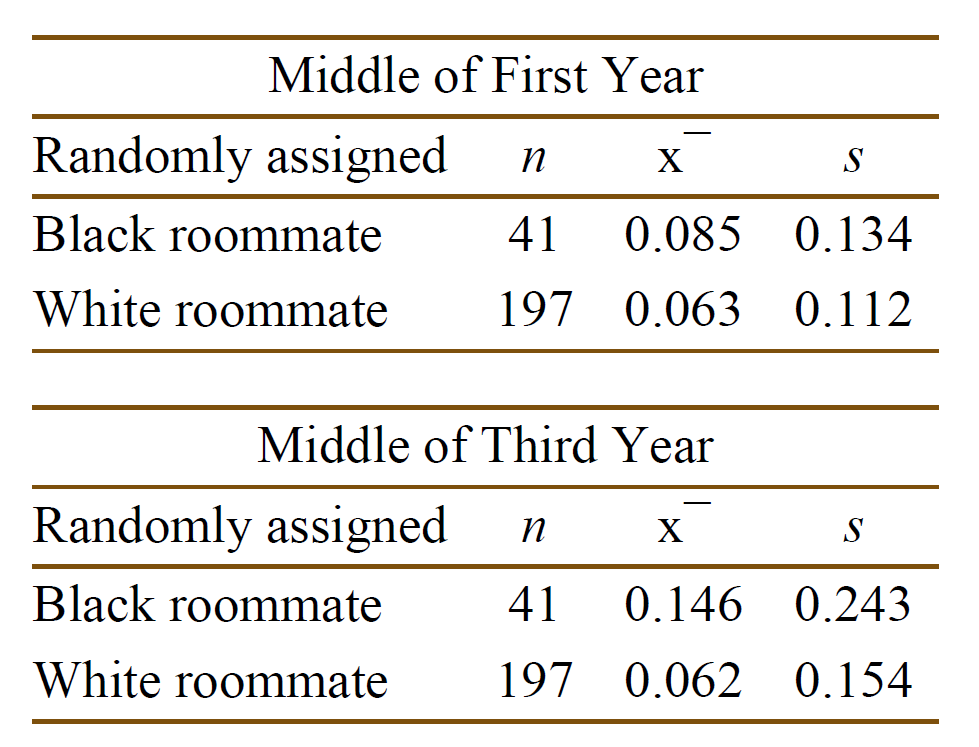 Middle of First Year
Randomly assigned n x¯ s
Black roommate 41 0.085 0.134
White roommate 197 0.063 0.112
Middle of Third Year
Randomly assigned n x¯ s
Black roommate 41 0.146 0.243
White roommate 197 0.062 0.154